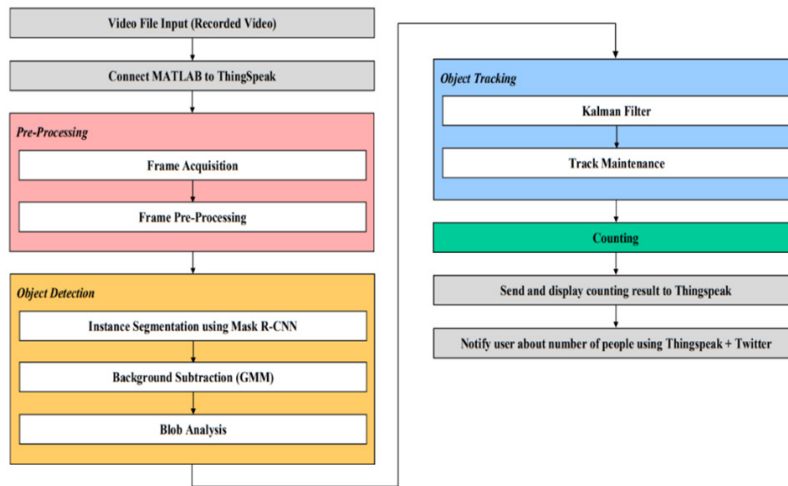 Video File Input (Recorded Video)
Connect MATLAB to ThingSpeak
Pre-Processing
Frame Acquisition
Frame Pre-Processing
Object Detection
Instance Segmentation using Mask R-CNN
Background Subtraction (GMM)
Blob Analysis
Object Tracking
Kalman Filter
Track Maintenance
Counting
Send and display counting result to Thingspeak
Notify user about number of people using Thingspeak + Twitter